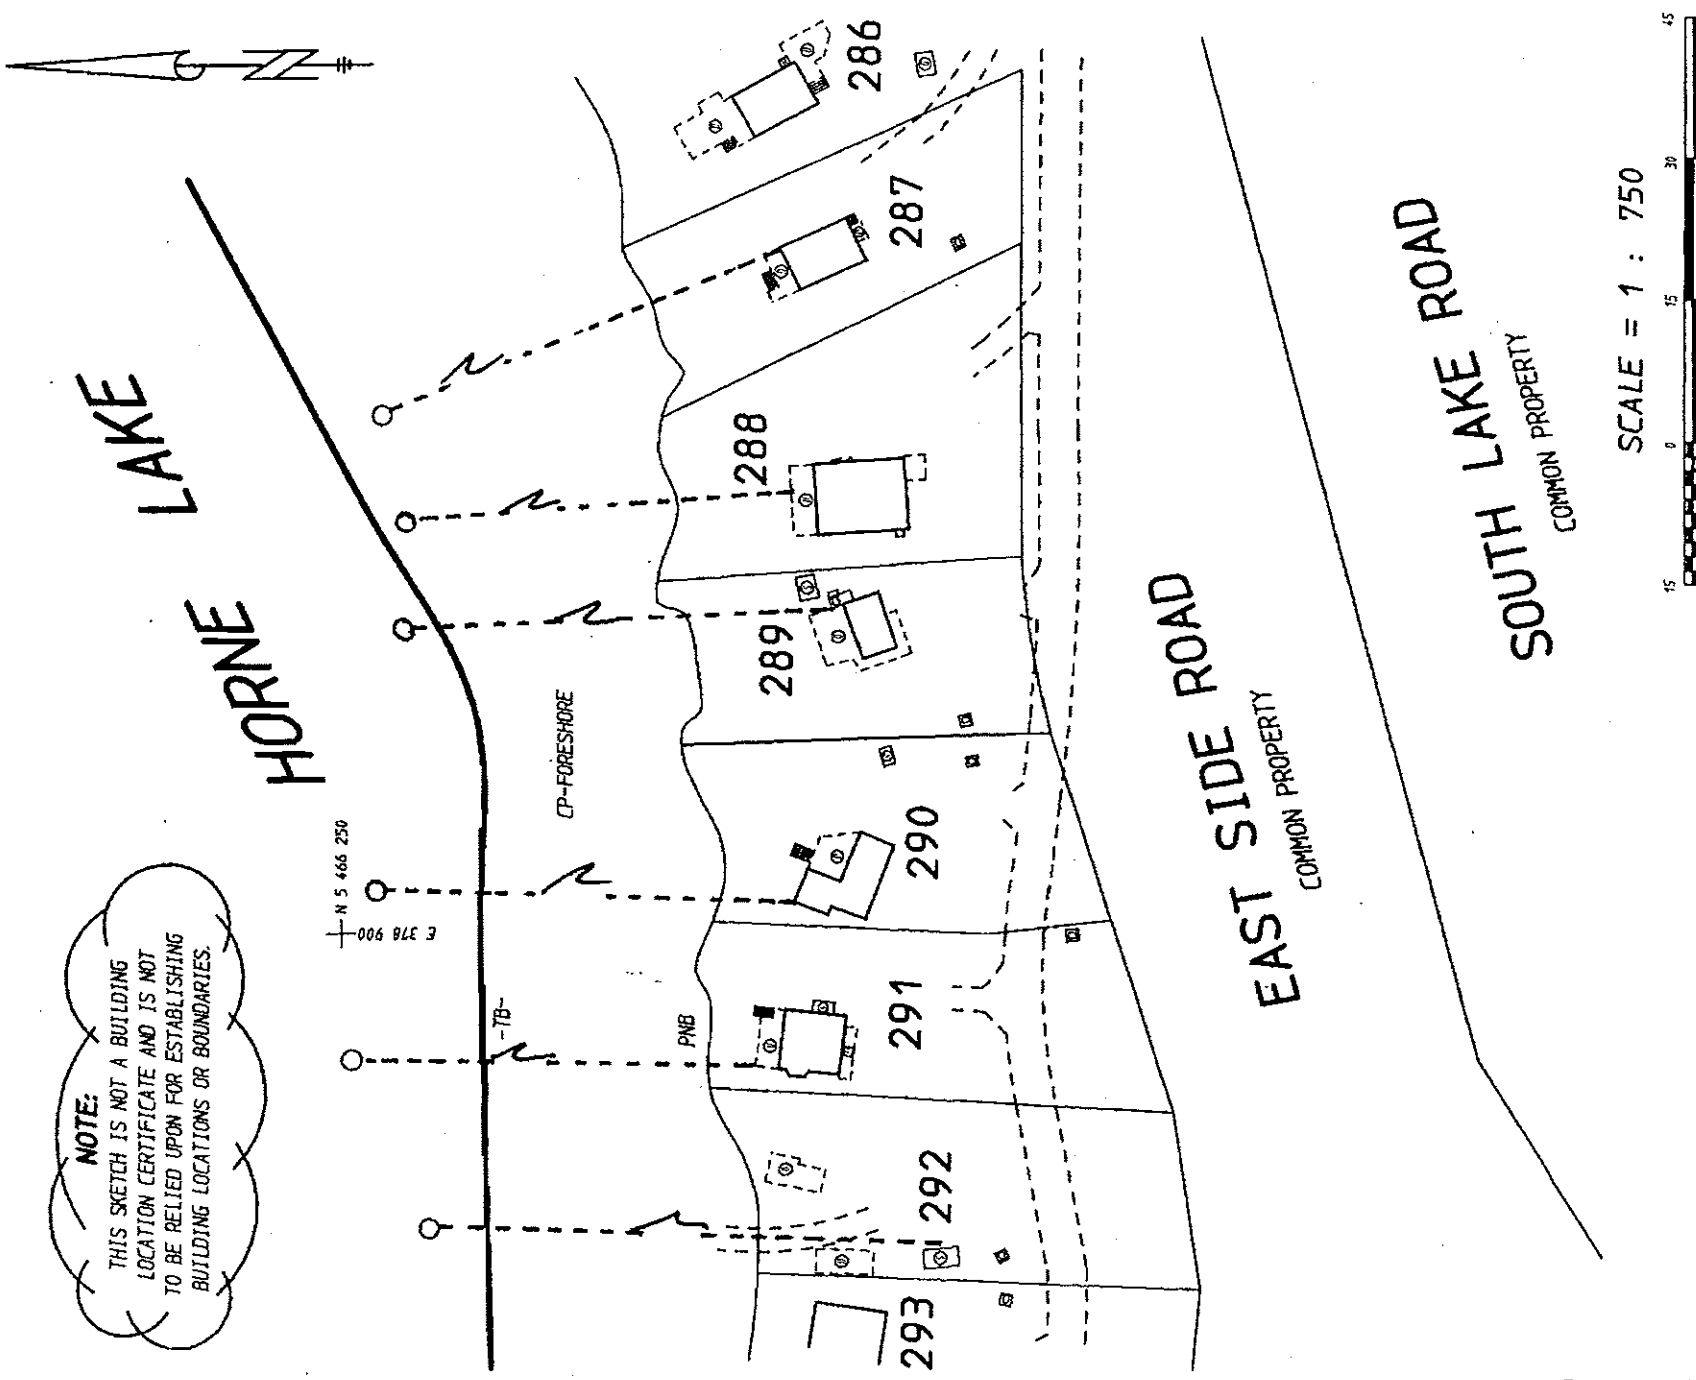 NOTE:
THIS SKETCH IS NOT A BUILDING
LOCATION CERTIFICATE AND IS NOT
TO BE RELIED UPON FOR ESTABLISHING
BUILDING LOCATIONS OR BOUNDARIES.
HORNE LAKE
N
N 5 466 250
E 378 900
-TB-
CP-FORESHORE
PNB
293
292
291
290
289
288
287
286
EAST SIDE ROAD
COMMON PROPERTY
SOUTH LAKE ROAD
COMMON PROPERTY
SCALE = 1 : 750
15 0 15 30 45